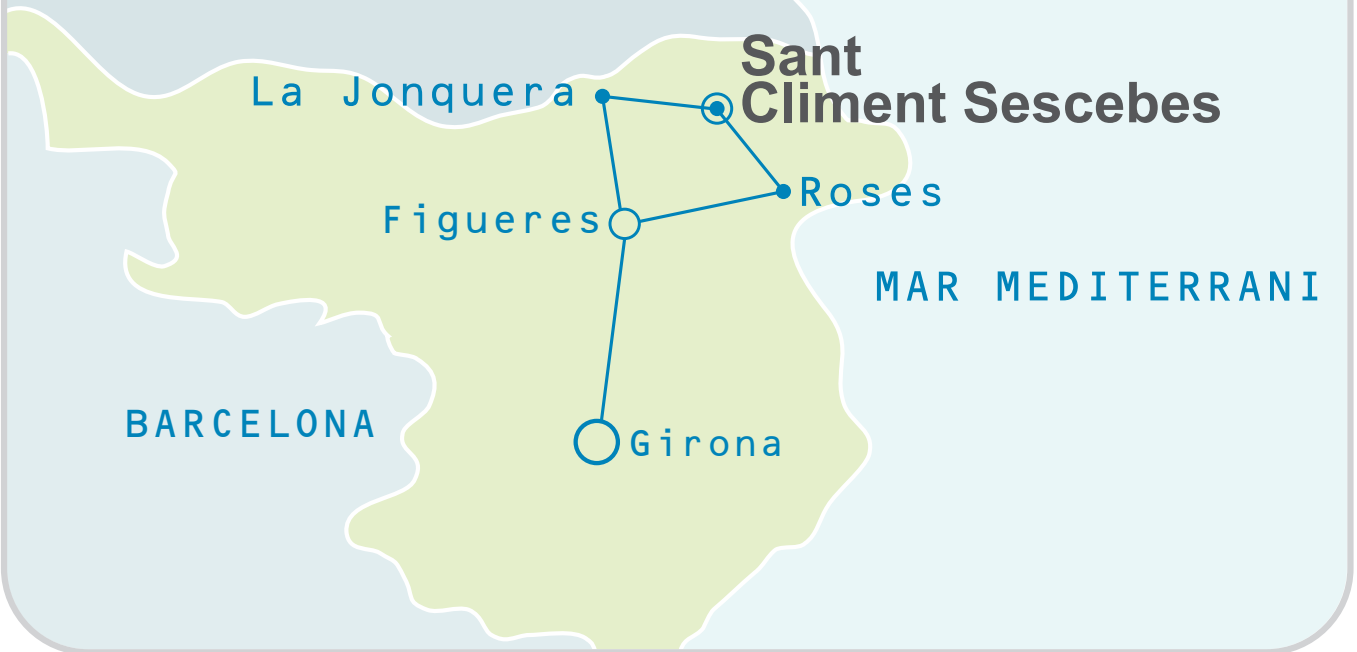 Sant
Climent Sescebes
La Jonquera
Roses
Figueres
MAR MEDITERRANI
BARCELONA
Girona